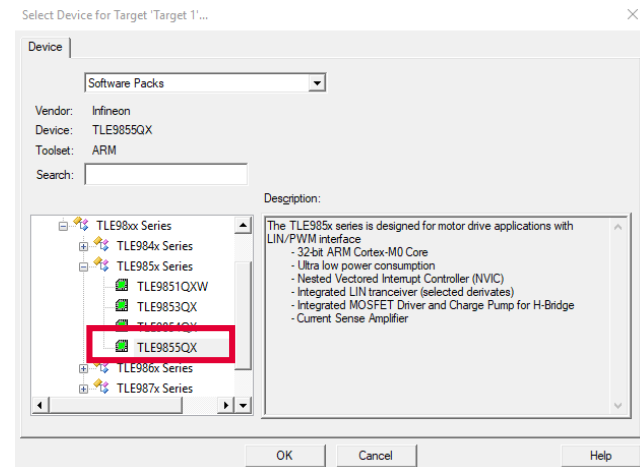 Select Device for Target 'Target 1'...
Device
Software Packs
Vendor: Infineon
Device: TLE9855QX
Toolset: ARM
Search:
Description:
TLE98xx Series
TLE984x Series
TLE985x Series
TLE9851QXW
TLE9853QX
TLE9854QX
TLE9855QX
TLE986x Series
TLE987x Series
The TLE985x series is designed for motor drive applications with
LIN/PWM interface
- 32-bit ARM Cortex-M0 Core
- Ultra low power consumption
- Nested Vectored Interrupt Controller (NVIC)
- Integrated LIN tranceiver (selected derivates)
- Integrated MOSFET Driver and Charge Pump for H-Bridge
- Current Sense Amplifier
OK
Cancel
Help